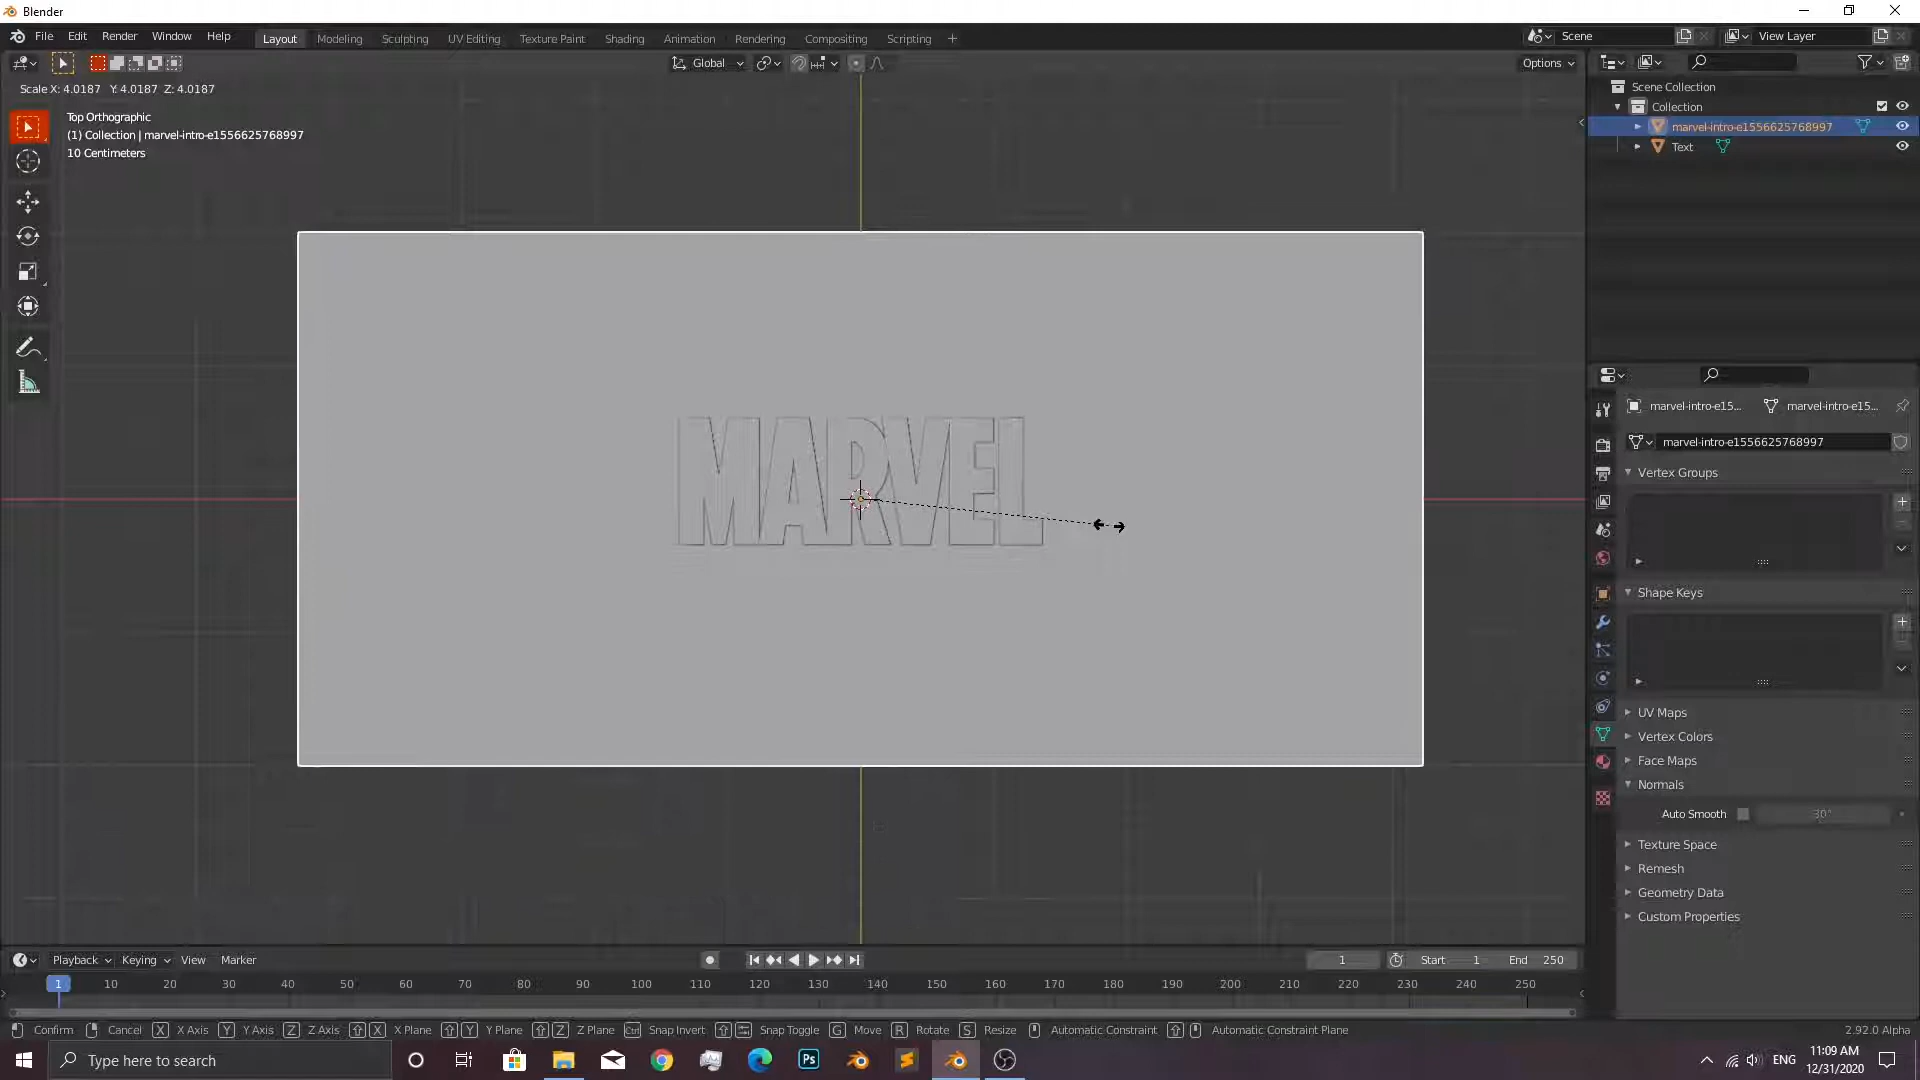 Blender
File Edit Render Window Help
Layout Modeling Sculpting UV Editing Texture Paint Shading Animation Rendering Compositing Scripting +
Scene
View Layer
Global
Options
Scale X: 4.0187 Y: 4.0187 Z: 4.0187
Top Orthographic
(1) Collection | marvel-intro-e1556625768997
10 Centimeters
MARVEL
Scene Collection
Collection
marvel-intro-e1556625768997
Text
marvel-intro-e15... marvel-intro-e15...
marvel-intro-e1556625768997
Vertex Groups
Shape Keys
UV Maps
Vertex Colors
Face Maps
Normals
Auto Smooth 30°
Texture Space
Remesh
Geometry Data
Custom Properties
Playback Keying View Marker
1 Start 1 End 250
1 10 20 30 40 50 60 70 80 90 100 110 120 130 140 150 160 170 180 190 200 210 220 230 240 250
Confirm Cancel X X Axis Y Y Axis Z Z Axis X X Plane Y Y Plane Z Z Plane Ctrl Snap Invert Snap Toggle G Move R Rotate S Resize Automatic Constraint Automatic Constraint Plane
2.92.0 Alpha
Type here to search
Ps
ENG
11:09 AM
12/31/2020